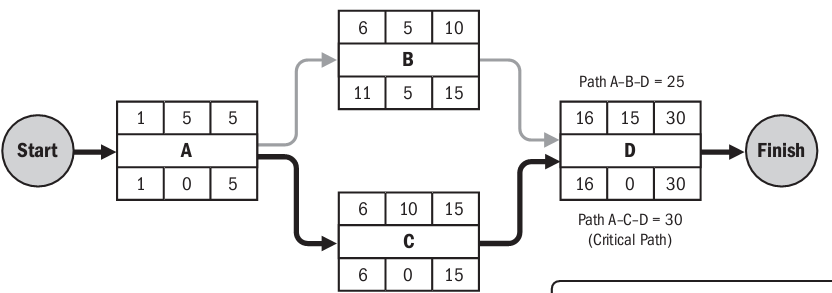 Start
1 5 5
A
1 0 5
6 5 10
B
11 5 15
6 10 15
C
6 0 15
Path A–B–D = 25
16 15 30
D
16 0 30
Path A–C–D = 30
(Critical Path)
Finish